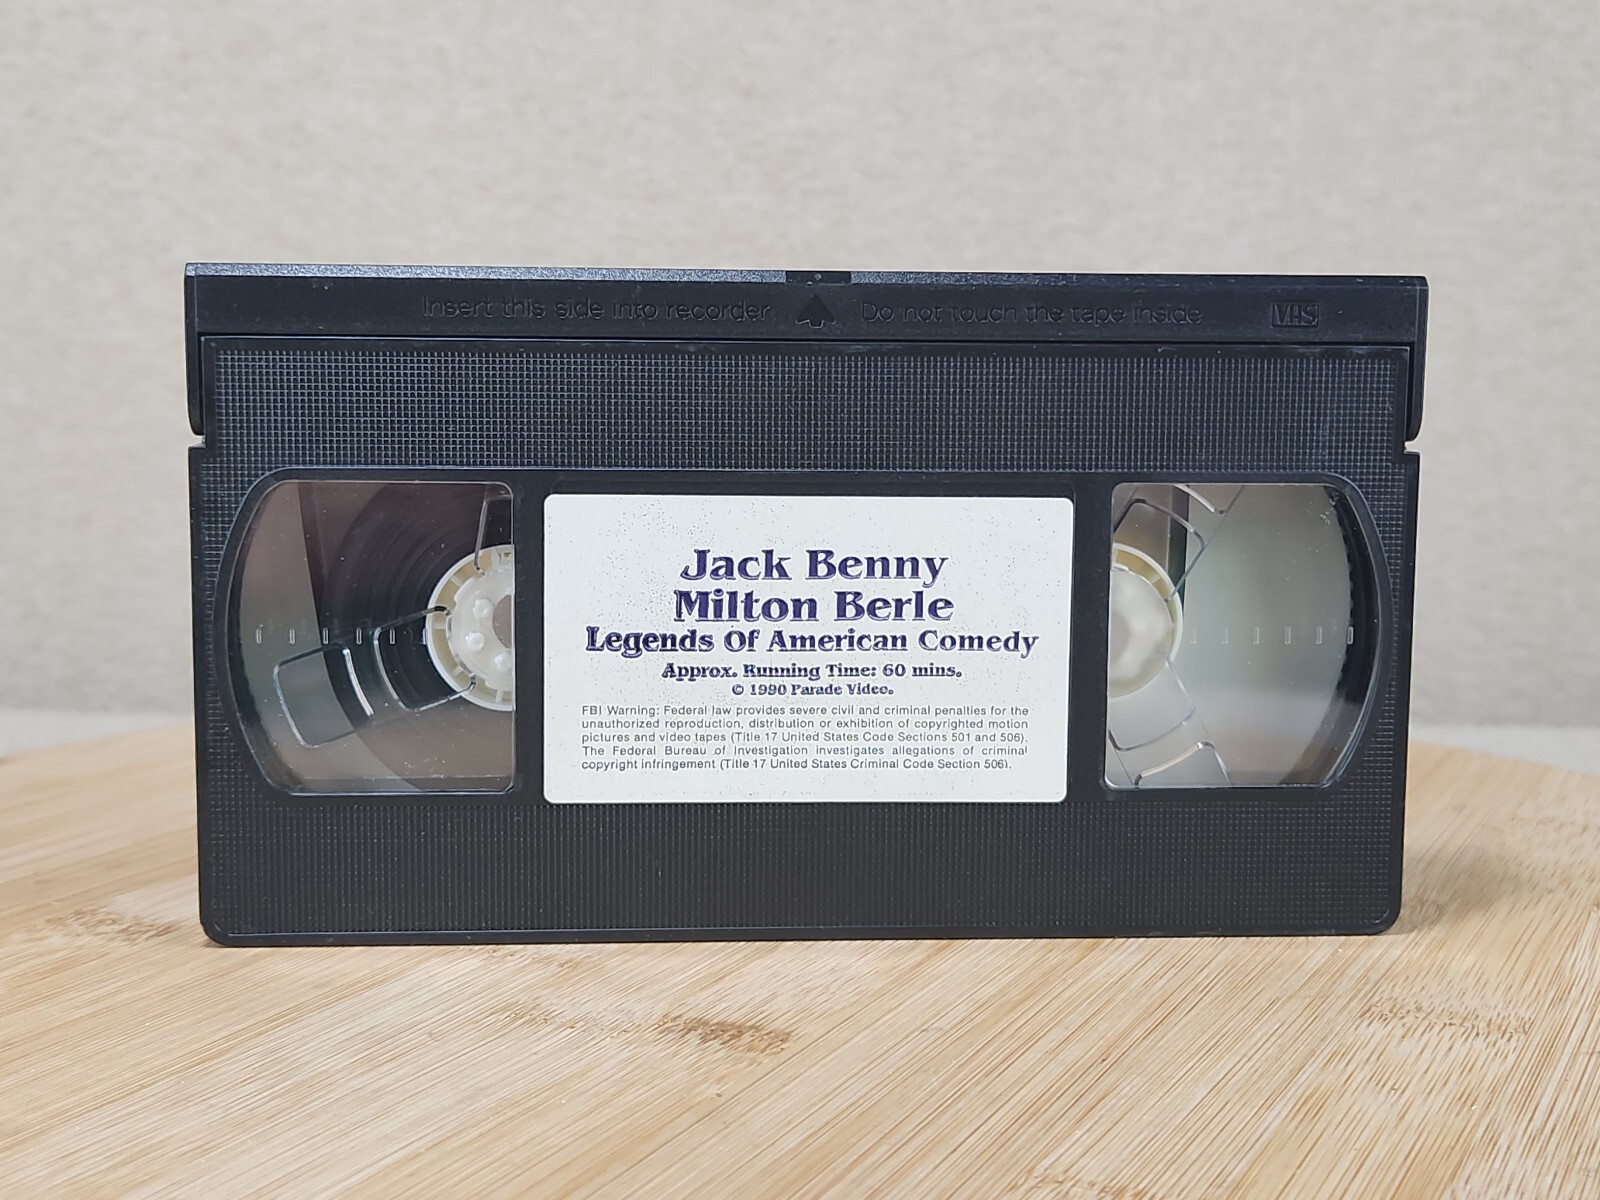 Insert this side into recorder Do not touch the tape inside VHS
Jack Benny
Milton Berle
Legends Of American Comedy
Approx. Running Time: 60 mins.
© 1990 Parade Video.
FBI Warning: Federal law provides severe civil and criminal penalties for the
unauthorized reproduction, distribution or exhibition of copyrighted motion
pictures and video tapes (Title 17 United States Code Sections 501 and 506).
The Federal Bureau of Investigation investigates allegations of criminal
copyright infringement (Title 17 United States Criminal Code Section 506).